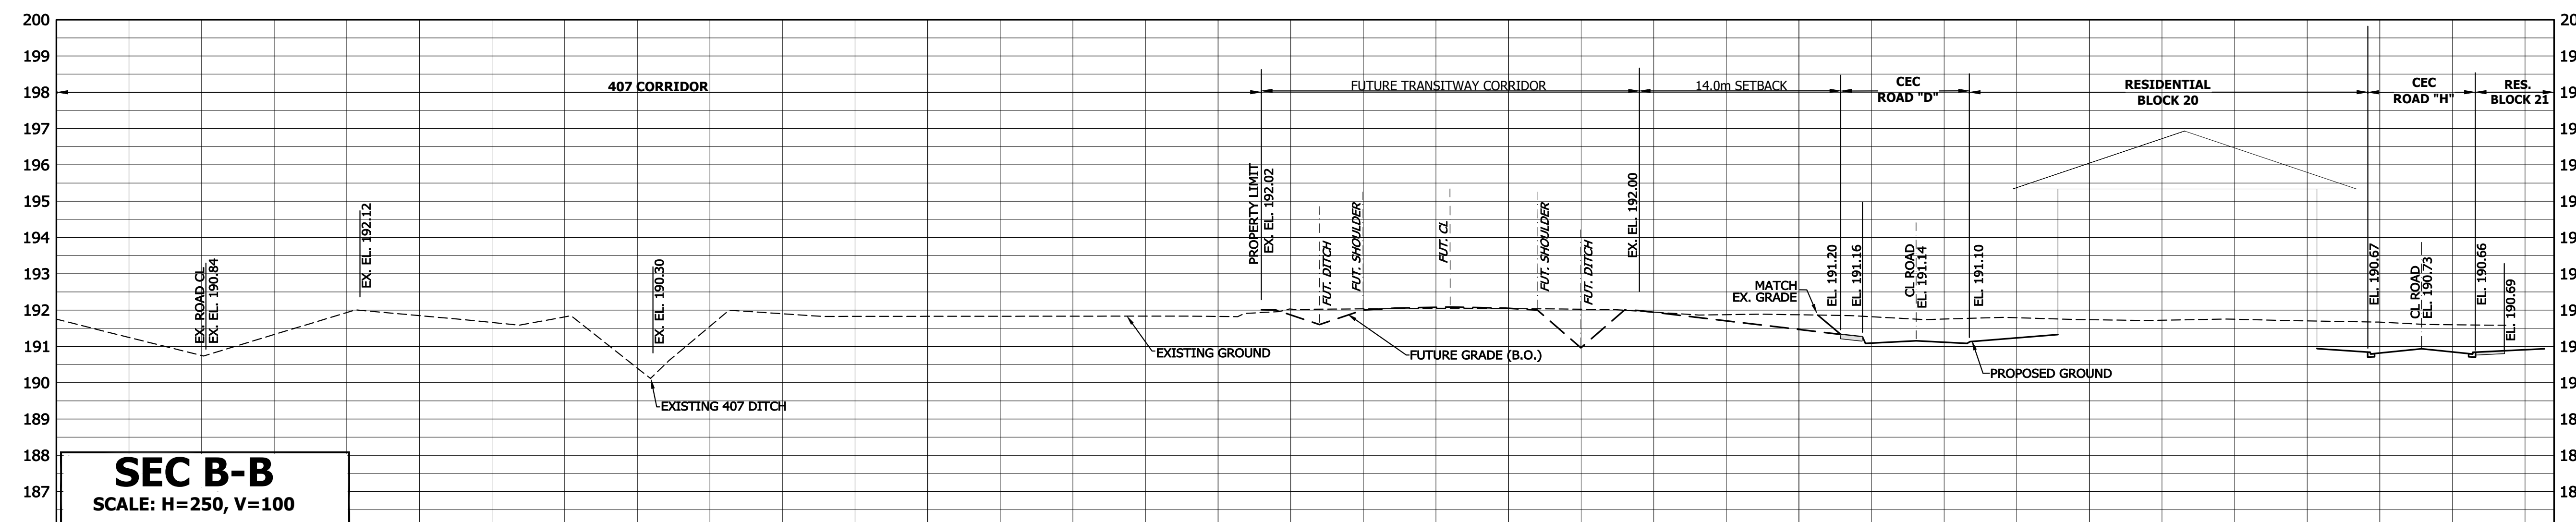 200
199
198
197
196
195
194
193
192
191
190
189
188
187
407 CORRIDOR
FUTURE TRANSITWAY CORRIDOR
14.0m SETBACK
CEC
ROAD "D"
RESIDENTIAL
BLOCK 20
CEC
ROAD "H"
RES.
BLOCK 21
EX. ROAD CL
EX. EL. 190.84
EX. EL. 192.12
EX. EL. 190.30
PROPERTY LIMIT
EX. EL. 192.02
FUT. DITCH
FUT. SHOULDER
FUT. CL
FUT. SHOULDER
FUT. DITCH
EX. EL. 192.00
MATCH
EX. GRADE
EL. 191.20
EL. 191.16
CL ROAD
EL. 191.14
EL. 191.10
EL. 190.67
CL ROAD
EL. 190.73
EL. 190.66
EL. 190.69
EXISTING GROUND
FUTURE GRADE (B.O.)
PROPOSED GROUND
EXISTING 407 DITCH
SEC B-B
SCALE: H=250, V=100